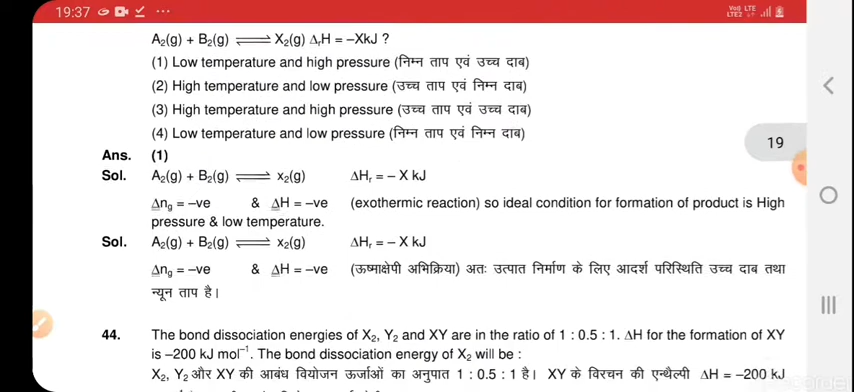 19:37
Vo)) LTE
LTE2
A₂(g) + B₂(g) ⇌ X₂(g) ΔᵣH = –XkJ ?
(1) Low temperature and high pressure (निम्न ताप एवं उच्च दाब)
(2) High temperature and low pressure (उच्च ताप एवं निम्न दाब)
(3) High temperature and high pressure (उच्च ताप एवं उच्च दाब)
(4) Low temperature and low pressure (निम्न ताप एवं निम्न दाब)
19
Ans. (1)
Sol. A₂(g) + B₂(g) ⇌ x₂(g) ΔHᵣ = – X kJ
Δn_g = –ve & ΔH = –ve (exothermic reaction) so ideal condition for formation of product is High
pressure & low temperature.
Sol. A₂(g) + B₂(g) ⇌ x₂(g) ΔHᵣ = – X kJ
Δn_g = –ve & ΔH = –ve (ऊष्माक्षेपी अभिक्रिया) अतः उत्पात निर्माण के लिए आदर्श परिस्थिति उच्च दाब तथा
न्यून ताप है।
44. The bond dissociation energies of X₂, Y₂ and XY are in the ratio of 1 : 0.5 : 1. ΔH for the formation of XY
is –200 kJ mol⁻¹. The bond dissociation energy of X₂ will be :
X₂, Y₂ और XY की आबंध वियोजन ऊर्जाओं का अनुपात 1 : 0.5 : 1 है। XY के विरचन की एन्थैल्पी ΔH = –200 kJ